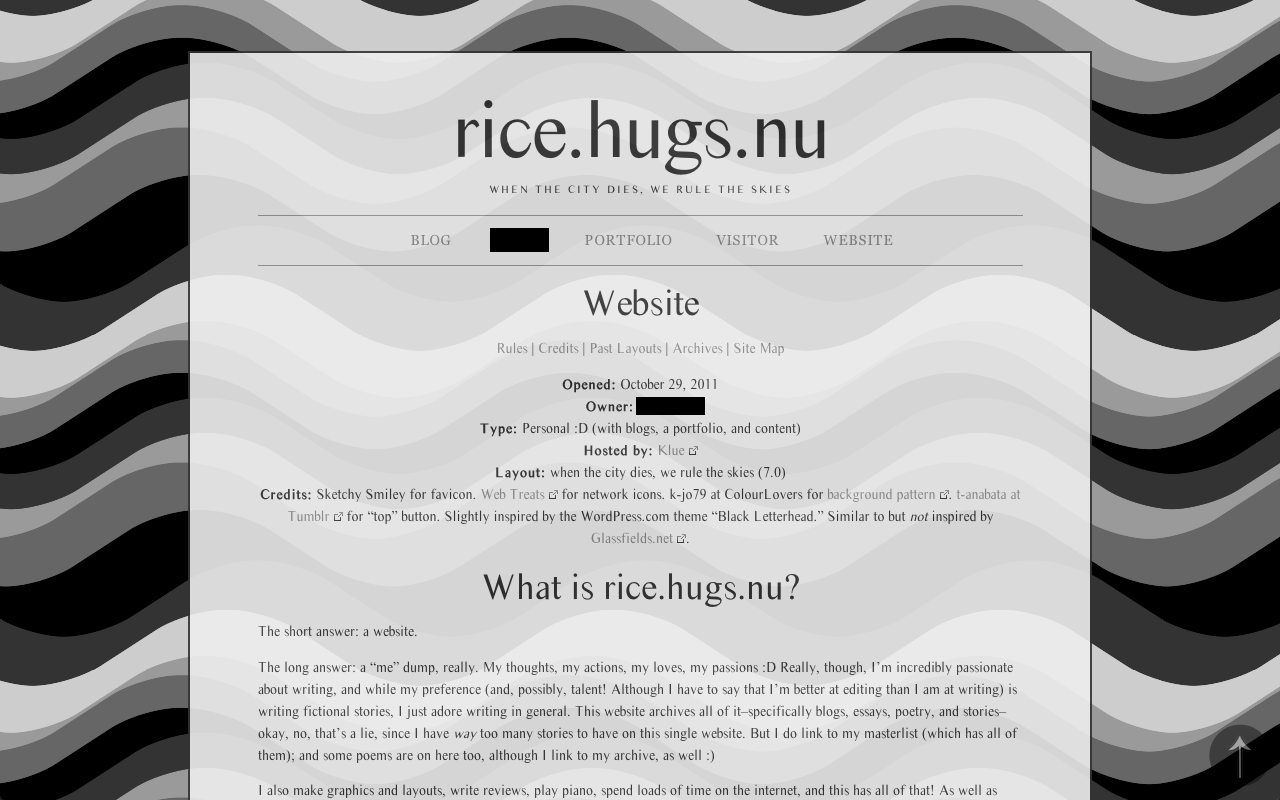 rice.hugs.nu
WHEN THE CITY DIES, WE RULE THE SKIES
BLOG PORTFOLIO VISITOR WEBSITE
Website
Rules | Credits | Past Layouts | Archives | Site Map
Opened: October 29, 2011
Owner:
Type: Personal :D (with blogs, a portfolio, and content)
Hosted by: Klue
Layout: when the city dies, we rule the skies (7.0)
Credits: Sketchy Smiley for favicon. Web Treats for network icons. k-jo79 at ColourLovers for background pattern. t-anabata at
Tumblr for “top” button. Slightly inspired by the WordPress.com theme “Black Letterhead.” Similar to but not inspired by
Glassfields.net.
What is rice.hugs.nu?
The short answer: a website.
The long answer: a “me” dump, really. My thoughts, my actions, my loves, my passions :D Really, though, I’m incredibly passionate
about writing, and while my preference (and, possibly, talent! Although I have to say that I’m better at editing than I am at writing) is
writing fictional stories, I just adore writing in general. This website archives all of it–specifically blogs, essays, poetry, and stories–
okay, no, that’s a lie, since I have way too many stories to have on this single website. But I do link to my masterlist (which has all of
them); and some poems are on here too, although I link to my archive, as well :)
I also make graphics and layouts, write reviews, play piano, spend loads of time on the internet, and this has all of that! As well as